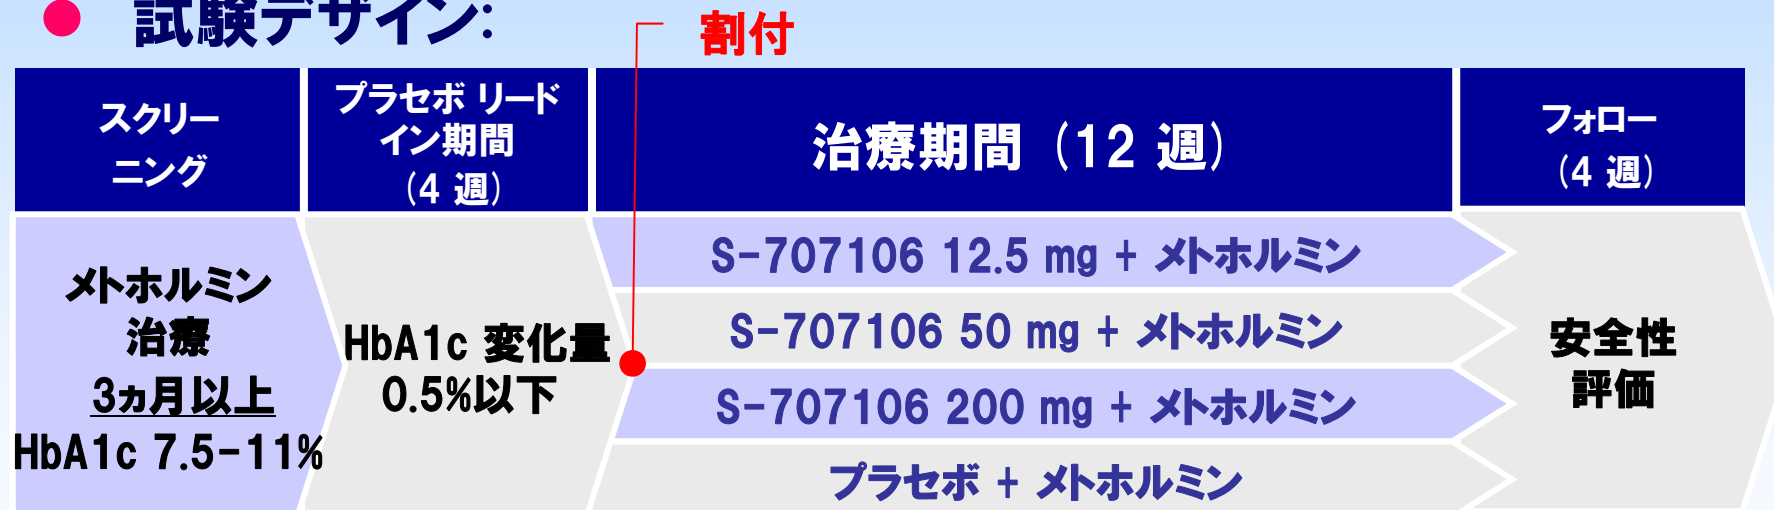 試験デザイン:
割付
スクリー
ニング
プラセボ リード
イン期間
(4 週)
治療期間 (12 週)
フォロー
(4 週)
メトホルミン
治療
3ヵ月以上
HbA1c 7.5-11%
HbA1c 変化量
0.5%以下
S-707106 12.5 mg + メトホルミン
S-707106 50 mg + メトホルミン
S-707106 200 mg + メトホルミン
プラセボ + メトホルミン
安全性
評価